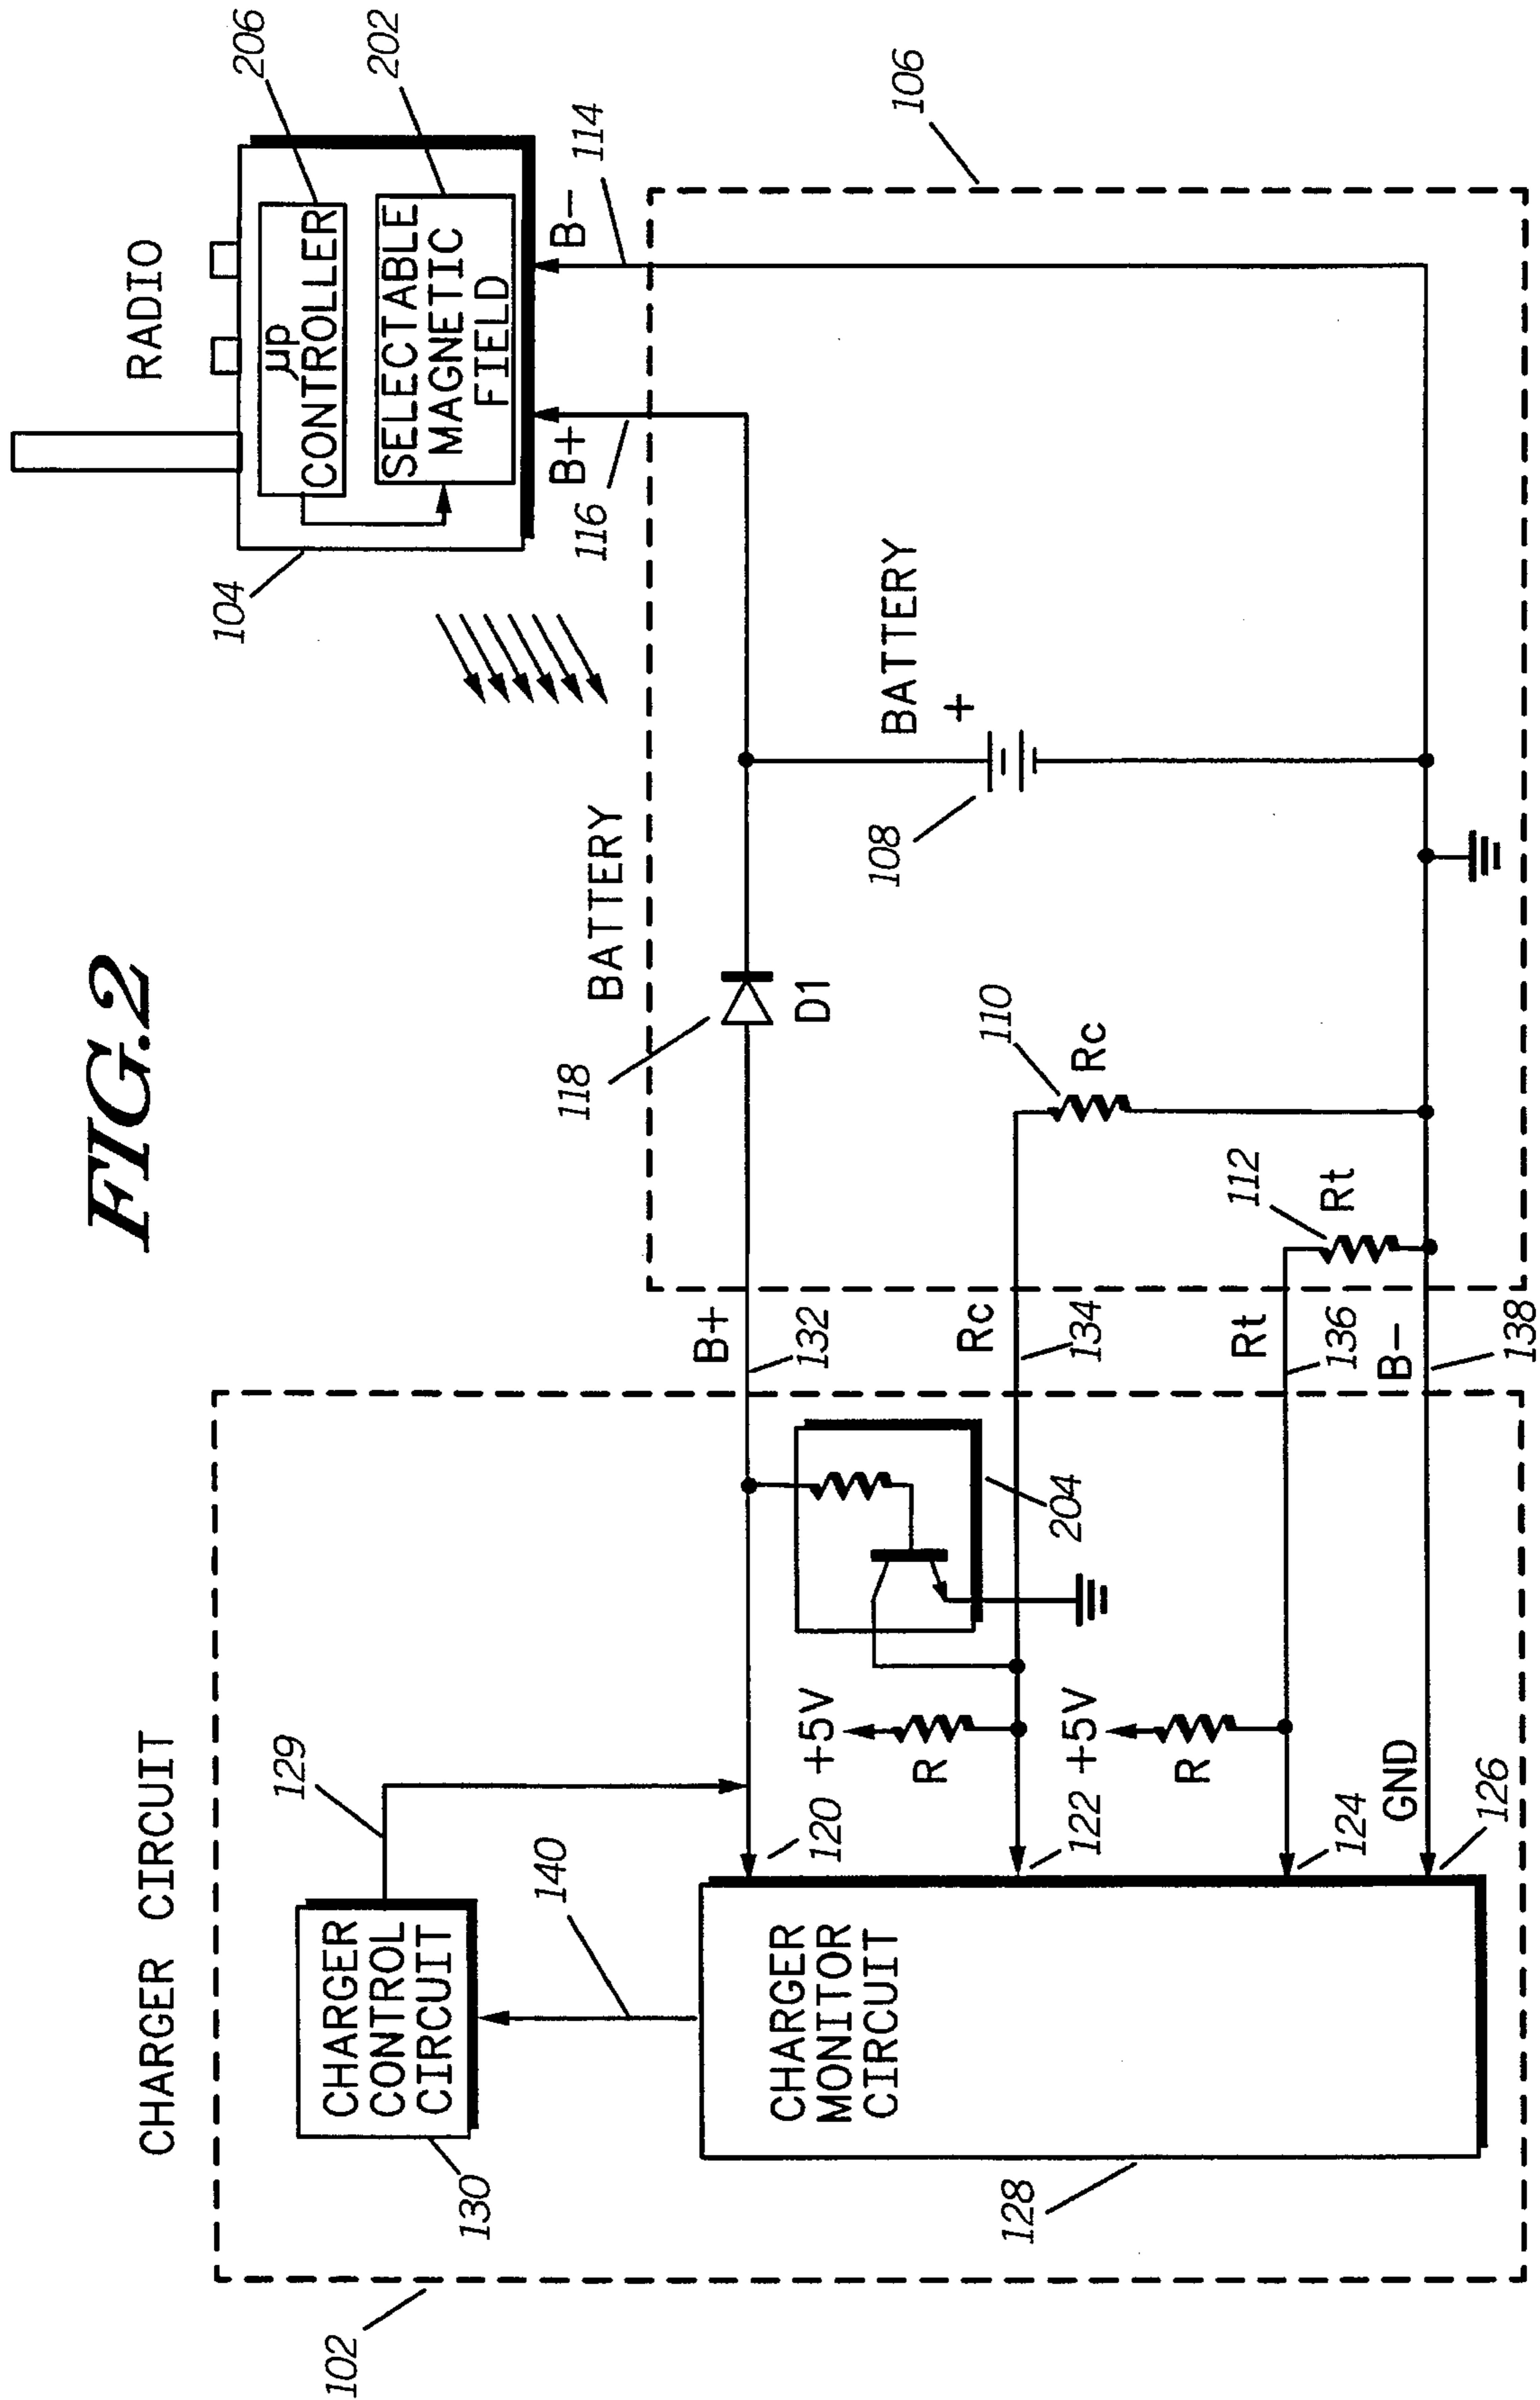 FIG.2
CHARGER CIRCUIT
BATTERY
RADIO
102
130
CHARGER
CONTROL
CIRCUIT
129
140
128
CHARGER
MONITOR
CIRCUIT
120
122
124
126
+5V
R
+5V
R
GND
204
B+
132
Rc
134
Rt
136
B-
138
118
D1
110
Rc
112
Rt
BATTERY
+
108
106
104
µp
CONTROLLER
206
SELECTABLE
MAGNETIC
FIELD
202
B+
116
B-
114